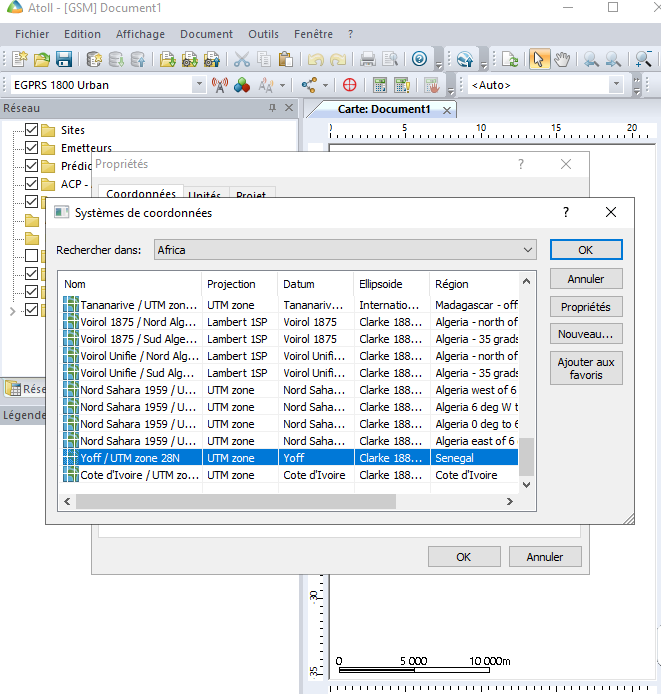 Atoll - [GSM] Document1
Fichier Edition Affichage Document Outils Fenêtre ?
EGPRS 1800 Urban
<Auto>
Réseau
Carte: Document1
Sites
Emetteurs
Prédic
ACP -
0 5 10 15 20
Propriétés ?
Coordonnées Unités Projet
Systèmes de coordonnées ?
Rechercher dans: Africa
OK
Annuler
Propriétés
Nouveau...
Ajouter aux
favoris
Nom Projection Datum Ellipsoide Région
Tananarive / UTM zon... UTM zone Tananariv... Internatio... Madagascar - off
Voirol 1875 / Nord Alg... Lambert 1SP Voirol 1875 Clarke 188... Algeria - north of
Voirol 1875 / Sud Alge... Lambert 1SP Voirol 1875 Clarke 188... Algeria - 35 grads
Voirol Unifie / Nord Alg... Lambert 1SP Voirol Unifi... Clarke 188... Algeria - north of
Voirol Unifie / Sud Alg... Lambert 1SP Voirol Unifi... Clarke 188... Algeria - 35 grads
Nord Sahara 1959 / U... UTM zone Nord Saha... Clarke 188... Algeria west of 6
Nord Sahara 1959 / U... UTM zone Nord Saha... Clarke 188... Algeria 6 deg W t
Nord Sahara 1959 / U... UTM zone Nord Saha... Clarke 188... Algeria 0 deg to 6
Nord Sahara 1959 / U... UTM zone Nord Saha... Clarke 188... Algeria east of 6
Yoff / UTM zone 28N UTM zone Yoff Clarke 188... Senegal
Cote d'Ivoire / UTM zo... UTM zone Cote d'Ivoire Clarke 188... Cote d'Ivoire
Rése
Légende
OK Annuler
-30
-35
0 5 000 10 000m